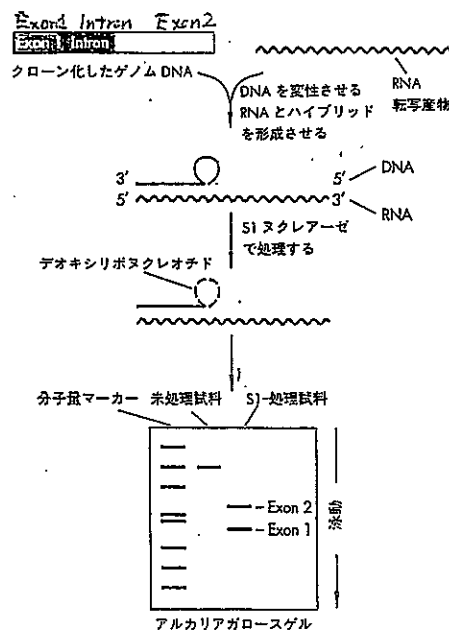 Exon1 Intron Exon2
Exon 1 Intron
クローン化したゲノムDNA
RNA
転写産物
DNAを変性させる
RNAとハイブリッド
を形成させる
3′ 5′ DNA
5′ 3′ RNA
S1ヌクレアーゼ
で処理する
デオキシリボヌクレオチド
分子量マーカー 未処理試料 S1-処理試料
Exon 2
Exon 1
泳動
アルカリアガロースゲル